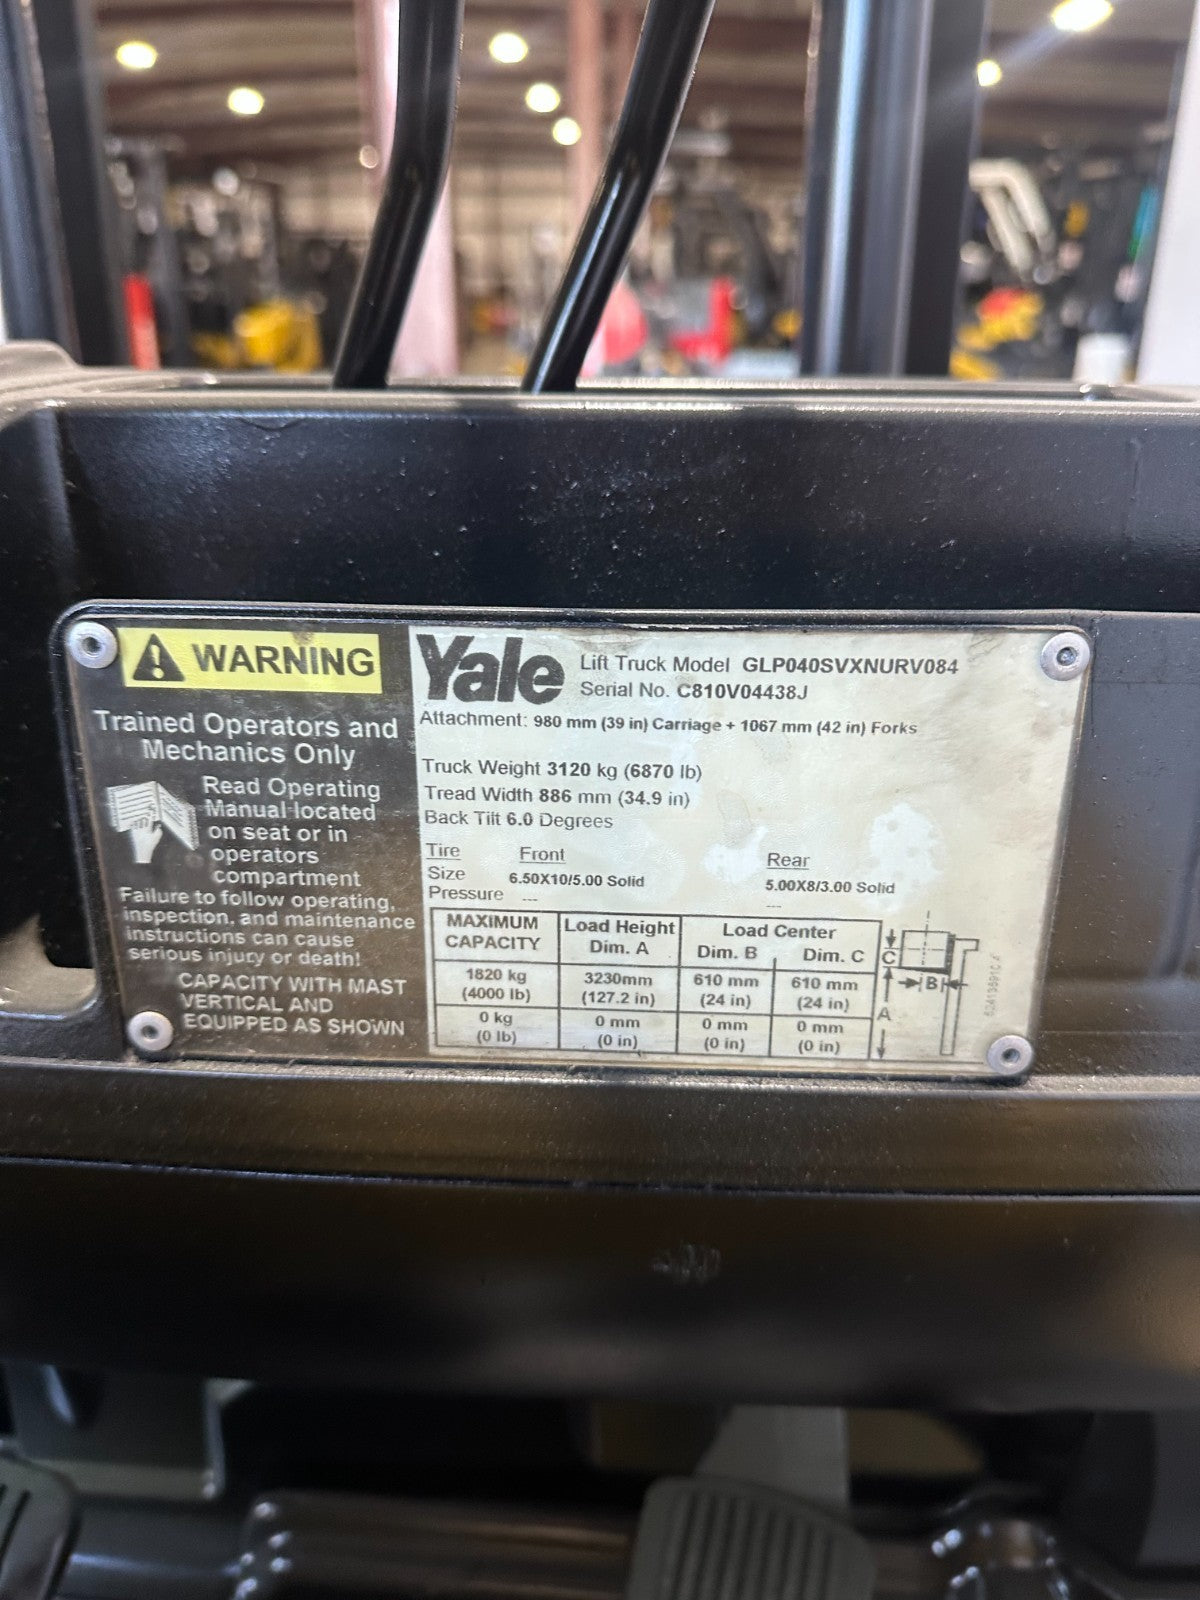 WARNING
Trained Operators and
Mechanics Only
Read Operating
Manual located
on seat or in
operators
compartment
Failure to follow operating,
inspection, and maintenance
instructions can cause
serious injury or death!
CAPACITY WITH MAST
VERTICAL AND
EQUIPPED AS SHOWN
Yale
Lift Truck Model GLP040SVXNURV084
Serial No. C810V04438J
Attachment: 980 mm (39 in) Carriage + 1067 mm (42 in) Forks
Truck Weight 3120 kg (6870 lb)
Tread Width 886 mm (34.9 in)
Back Tilt 6.0 Degrees
Tire Front Rear
Size 6.50X10/5.00 Solid 5.00X8/3.00 Solid
Pressure --- ---
MAXIMUM CAPACITY Load Height Dim. A Load Center Dim. B Dim. C
1820 kg 3230mm 610 mm 610 mm
(4000 lb) (127.2 in) (24 in) (24 in)
0 kg 0 mm 0 mm 0 mm
(0 lb) (0 in) (0 in) (0 in)
C
B
A